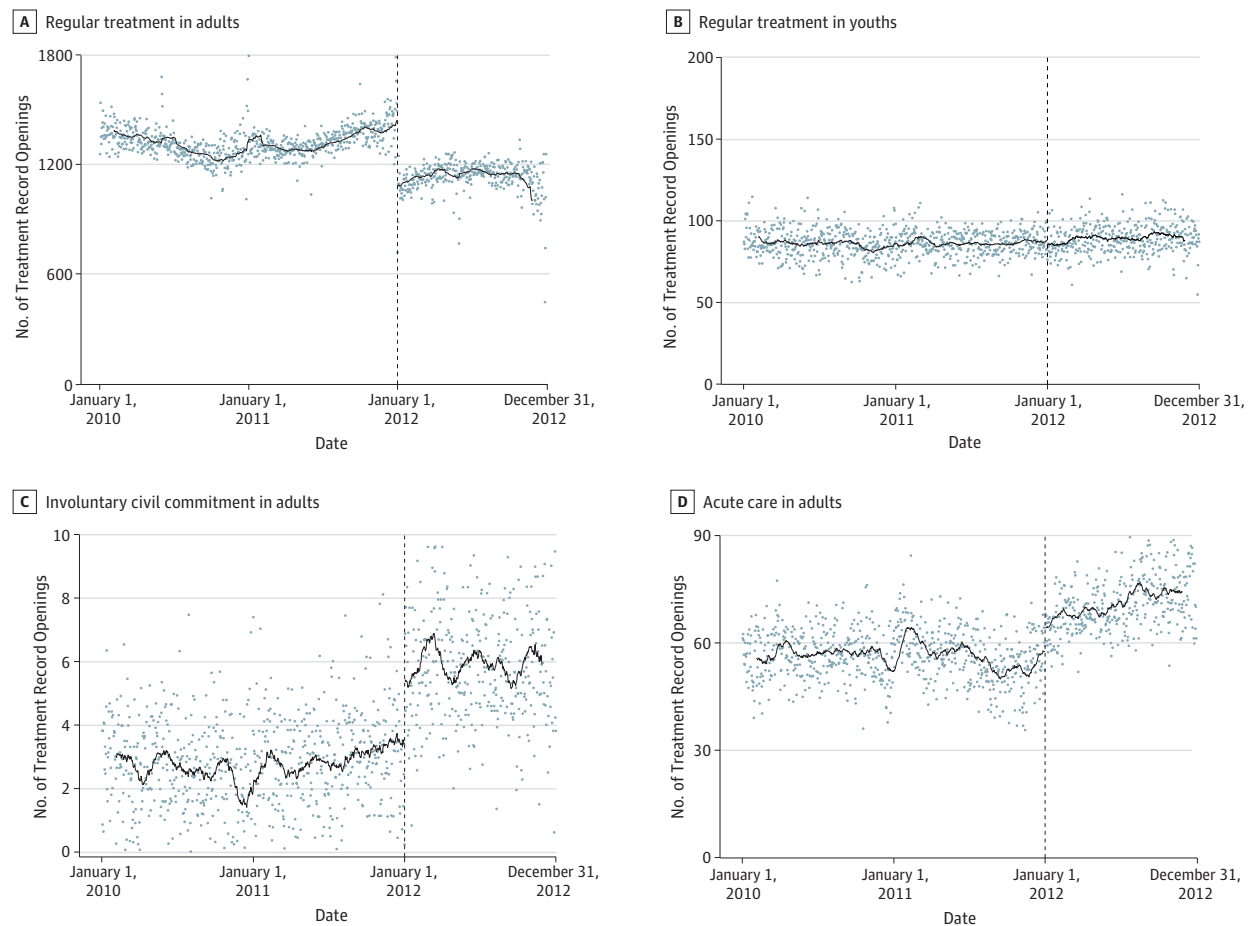 A Regular treatment in adults
No. of Treatment Record Openings
1800
1200
600
0
January 1,
2010
January 1,
2011
January 1,
2012
December 31,
2012
Date
B Regular treatment in youths
No. of Treatment Record Openings
200
150
100
50
0
January 1,
2010
January 1,
2011
January 1,
2012
December 31,
2012
Date
C Involuntary civil commitment in adults
No. of Treatment Record Openings
10
8
6
4
2
0
January 1,
2010
January 1,
2011
January 1,
2012
December 31,
2012
Date
D Acute care in adults
No. of Treatment Record Openings
90
60
30
0
January 1,
2010
January 1,
2011
January 1,
2012
December 31,
2012
Date